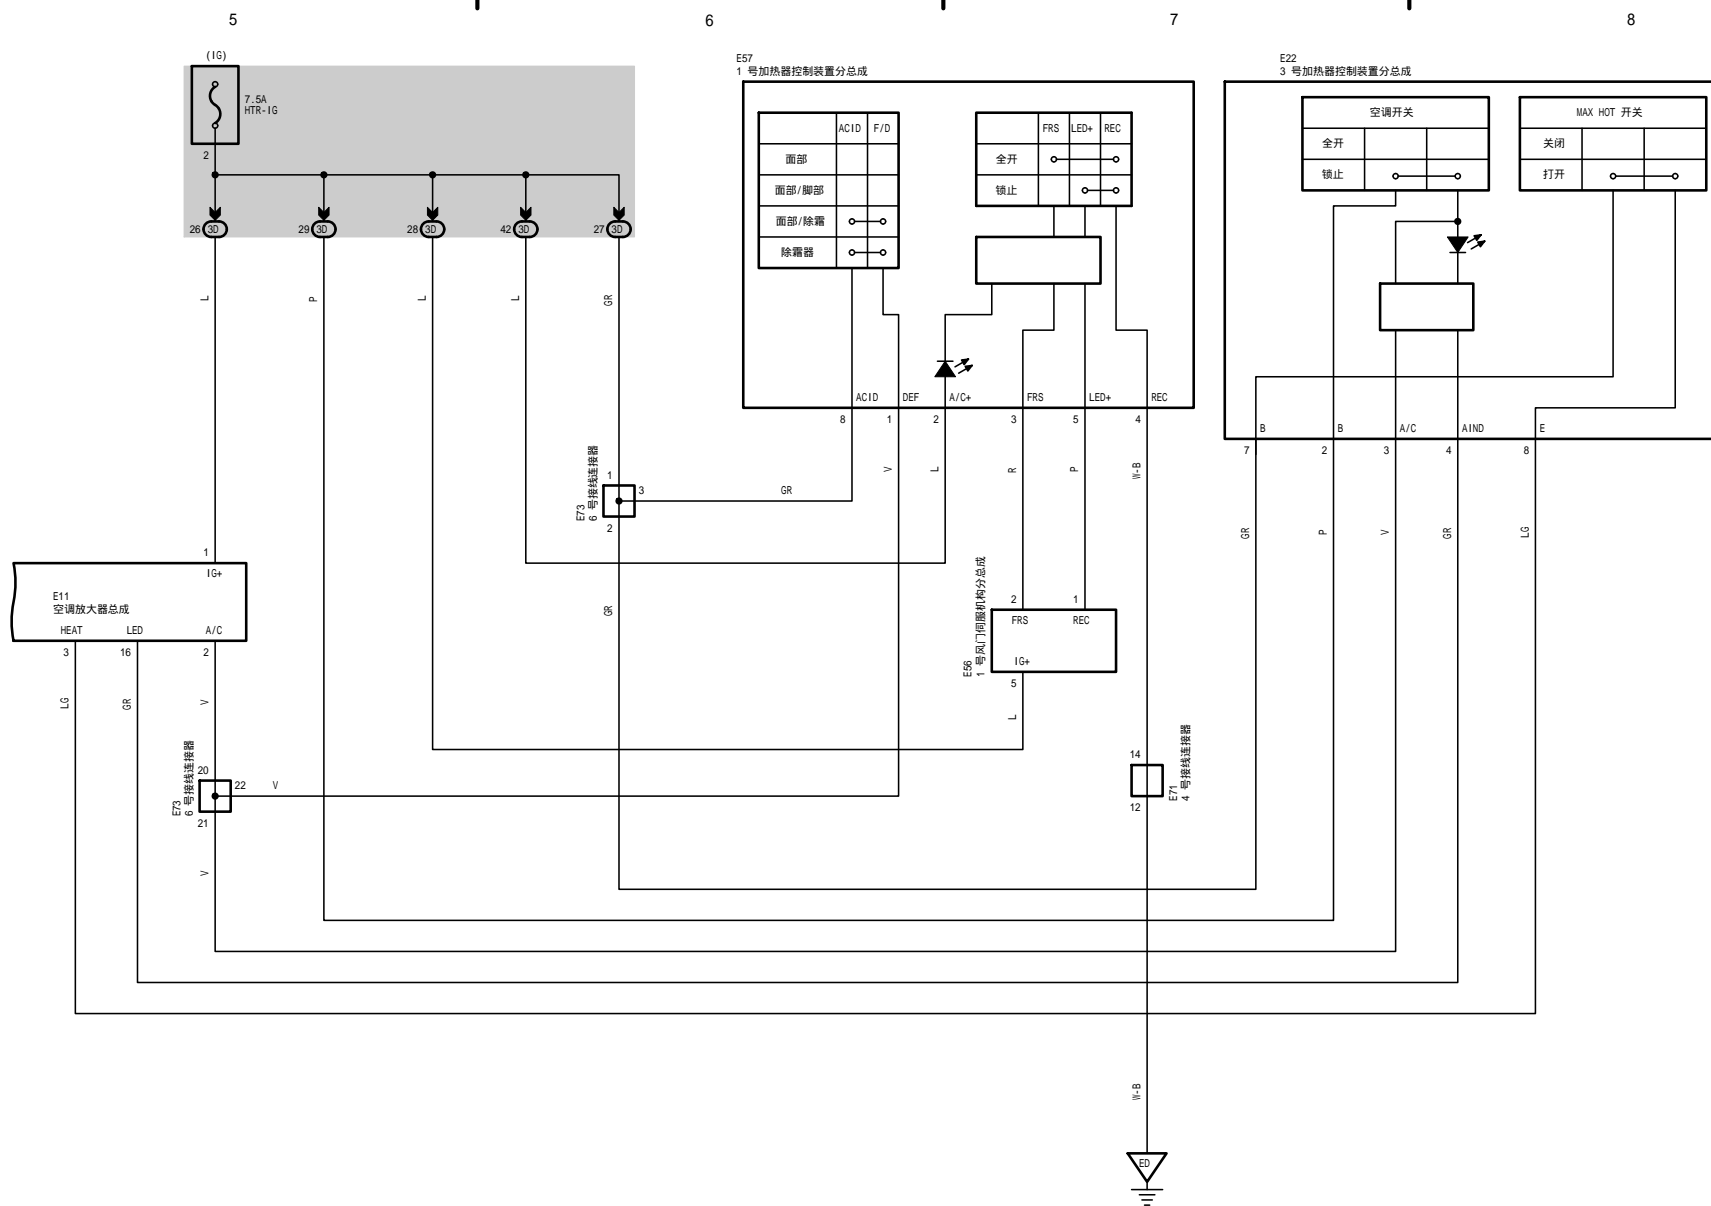 5
6
7
8
(IG)
7.5A
HTR-IG
2
26
3D
29
3D
28
3D
42
3D
27
3D
L
P
L
L
GR
E57
1 号加热器控制装置分总成
ACID
F/D
面部
面部/脚部
面部/除霜
除霜器
FRS
LED+
REC
全开
锁止
ACID
DEF
A/C+
FRS
LED+
REC
8
1
2
3
5
4
V
L
R
P
W-B
E22
3 号加热器控制装置分总成
空调开关
全开
锁止
MAX HOT 开关
关闭
打开
B
B
A/C
AIND
E
7
2
3
4
8
GR
P
V
GR
LG
E73
6 号接线连接器
1
3
2
GR
GR
1
IG+
E11
空调放大器总成
HEAT
LED
A/C
3
16
2
LG
GR
V
E56
1 号风门伺服机构分总成
2
1
FRS
REC
IG+
5
L
E73
6 号接线连接器
20
22
V
21
V
14
12
E71
4 号接线连接器
W-B
ED